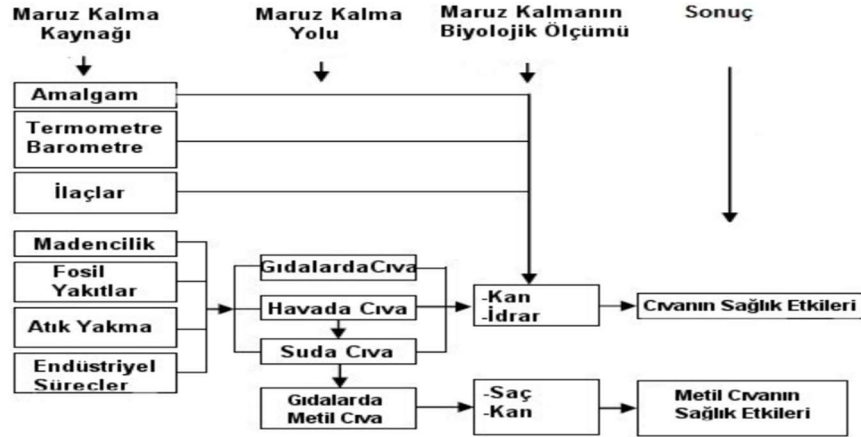 Maruz Kalma
Kaynağı
Maruz Kalma
Yolu
Maruz Kalmanın
Biyolojik Ölçümü
Sonuç
Amalgam
Termometre
Barometre
İlaçlar
Madencilik
Fosil
Yakıtlar
Atık Yakma
Endüstriyel
Sürecler
GıdalardaCıva
Havada Cıva
Suda Cıva
Gıdalarda
Metil Cıva
-Kan
-İdrar
-Saç
-Kan
Cıvanın Sağlık Etkileri
Metil Cıvanın
Sağlık Etkileri